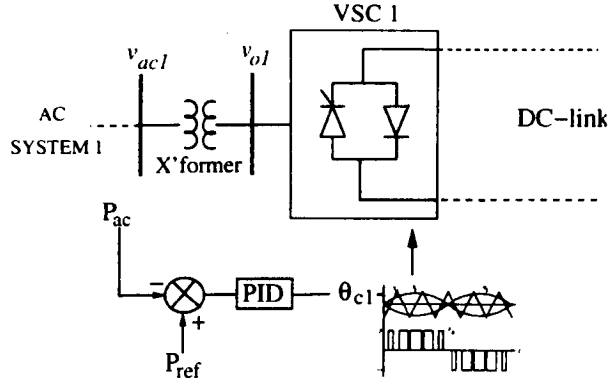 VSC 1
v_ac1
v_o1
AC
SYSTEM 1
X'former
DC-link
P_ac
−
PID
θ_c1
+
P_ref